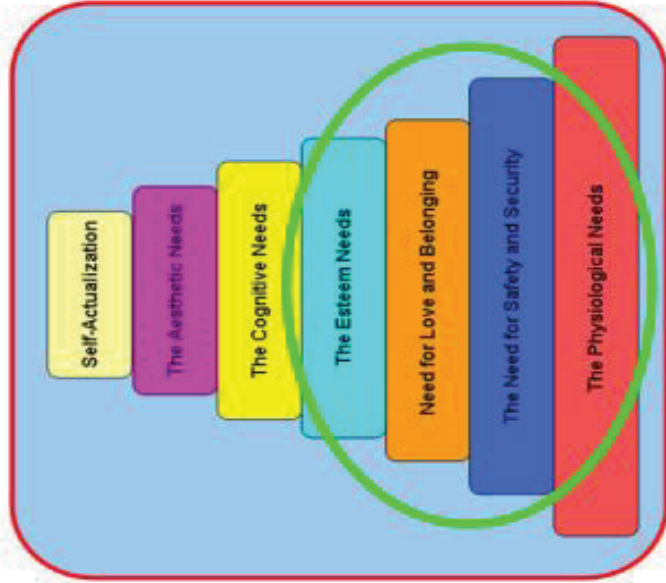 Self-Actualization
The Aesthetic Needs
The Cognitive Needs
The Esteem Needs
Need for Love and Belonging
The Need for Safety and Security
The Physiological Needs